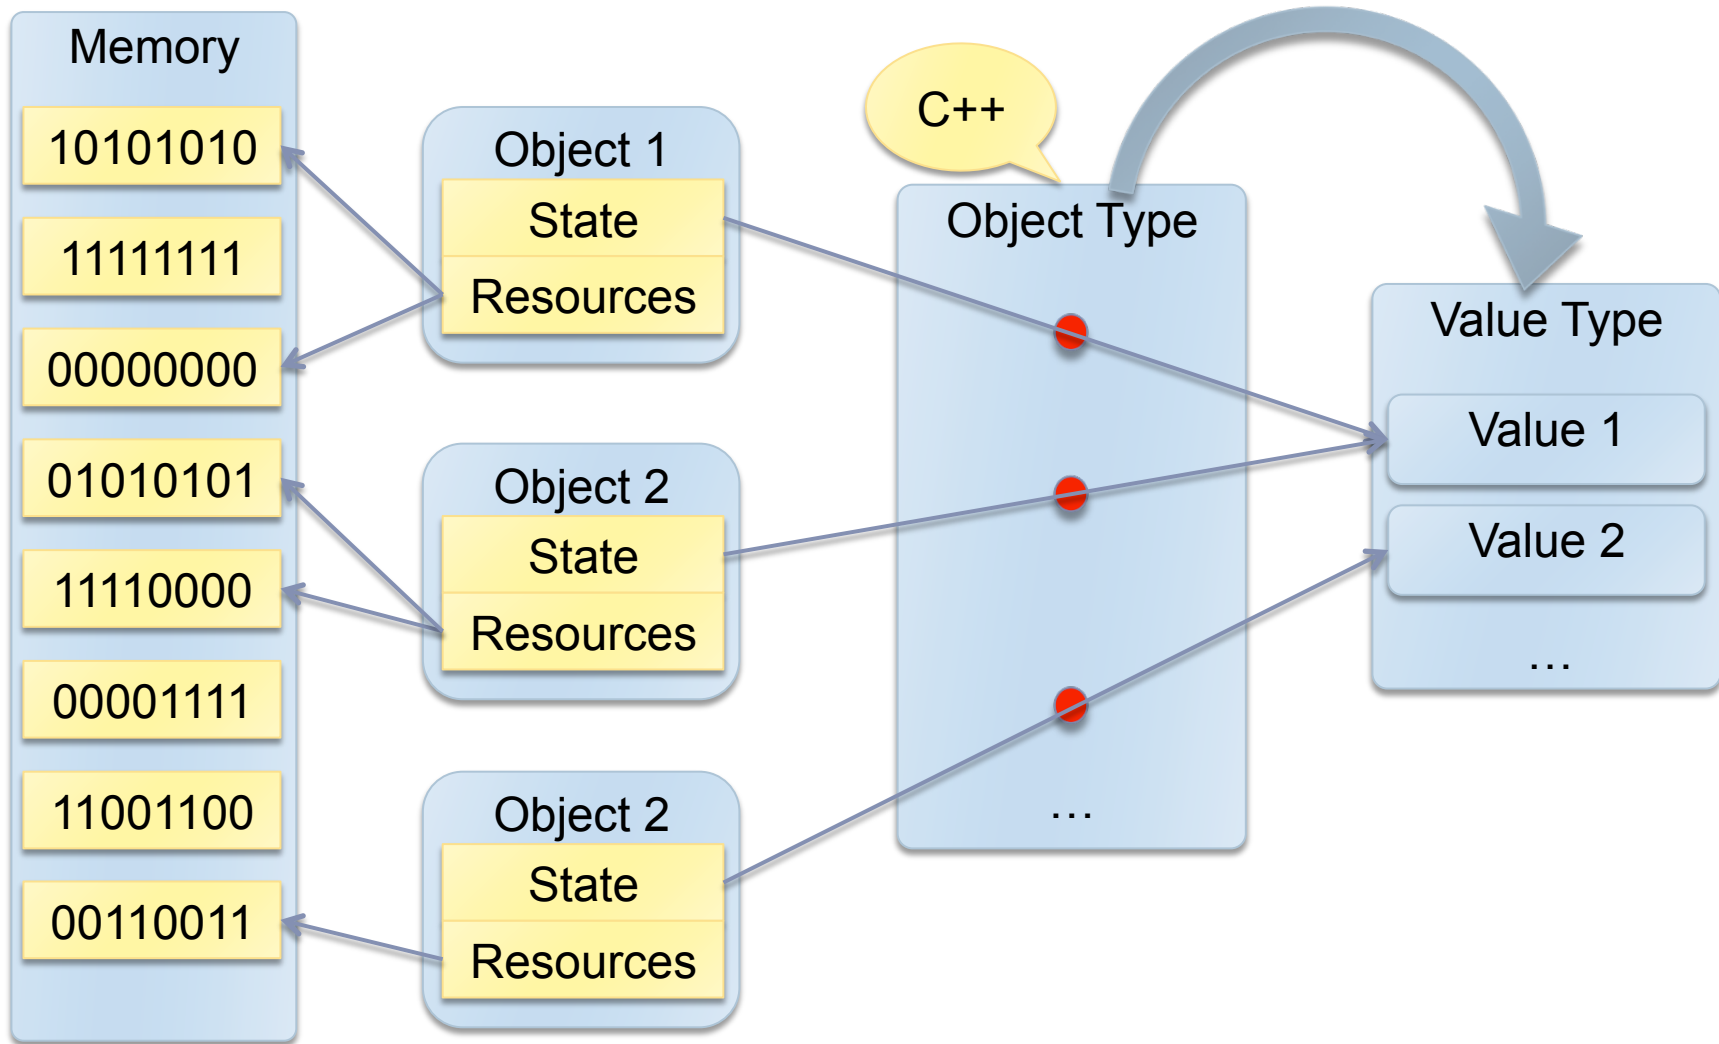 Memory
10101010
11111111
00000000
01010101
11110000
00001111
11001100
00110011
Object 1
State
Resources
Object 2
State
Resources
Object 2
State
Resources
C++
Object Type
...
Value Type
Value 1
Value 2
...